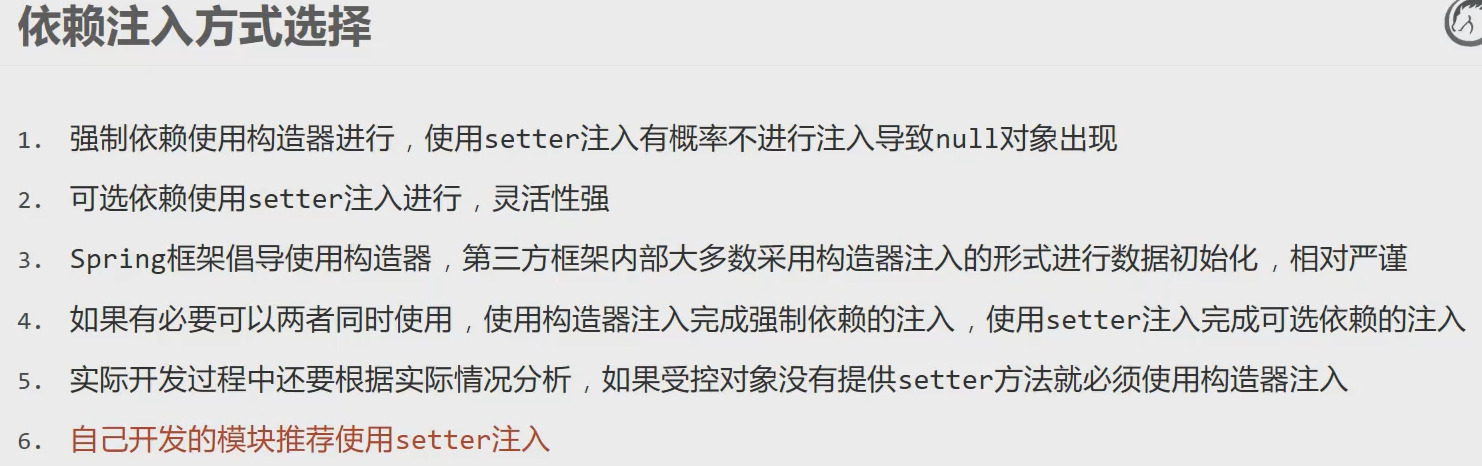 依赖注入方式选择
1. 强制依赖使用构造器进行，使用setter注入有概率不进行注入导致null对象出现
2. 可选依赖使用setter注入进行，灵活性强
3. Spring框架倡导使用构造器，第三方框架内部大多数采用构造器注入的形式进行数据初始化，相对严谨
4. 如果有必要可以两者同时使用，使用构造器注入完成强制依赖的注入，使用setter注入完成可选依赖的注入
5. 实际开发过程中还要根据实际情况分析，如果受控对象没有提供setter方法就必须使用构造器注入
6. 自己开发的模块推荐使用setter注入